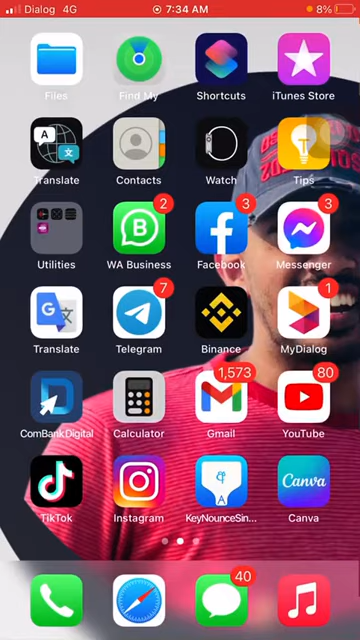 Dialog 4G 7:34 AM 8%
Files Find My Shortcuts iTunes Store
A 文
Translate Contacts Watch Tips
2 3 3
B
Utilities WA Business Facebook Messenger
7 1
G
Translate Telegram Binance MyDialog
1,573 80
ComBankDigital Calculator Gmail YouTube
A Canva
TikTok Instagram KeyNounceSin... Canva
40